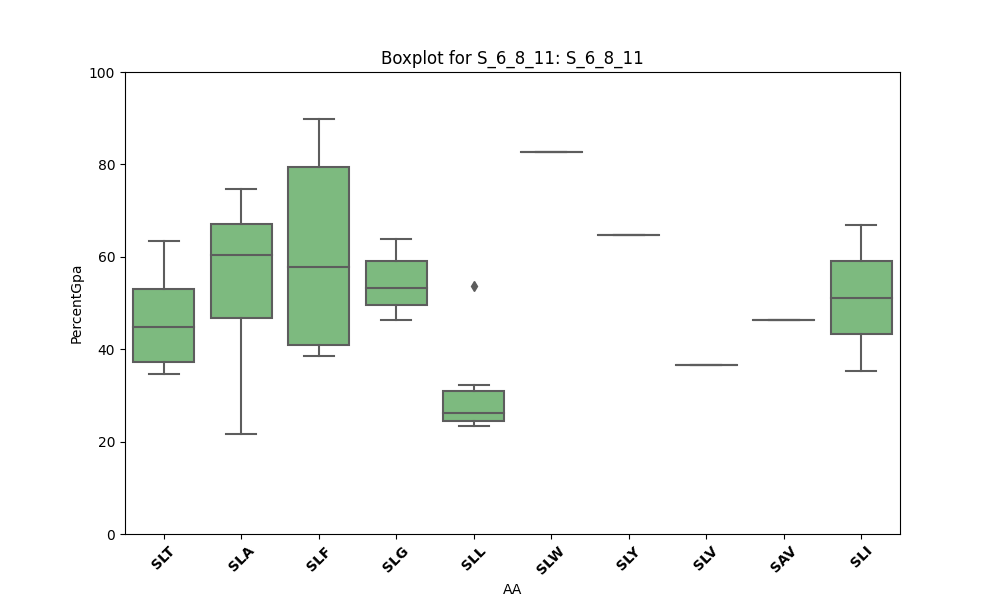 Boxplot for S_6_8_11: S_6_8_11
100
80
60
40
20
0
PercentGpa
SLT SLA SLF SLG SLL SLW SLY SLV SAV SLI
AA